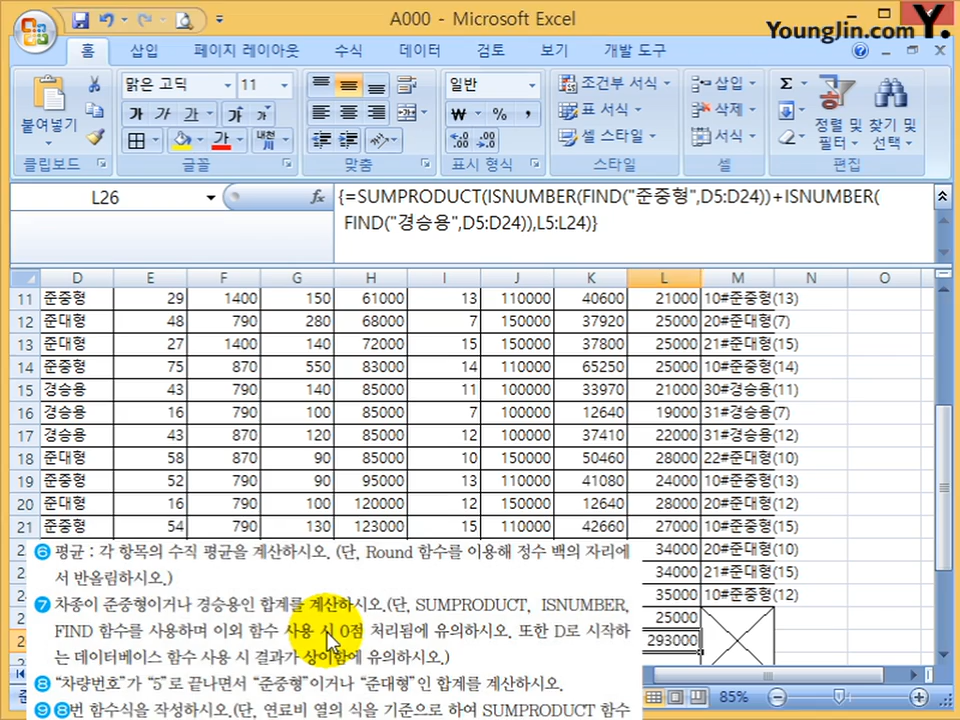 A000 - Microsoft Excel
YoungJin.com Y.
홈 삽입 페이지 레이아웃 수식 데이터 검토 보기 개발 도구
맑은 고딕 11 일반 조건부 서식 삽입 Σ
붙여넣기 가 가 가 가 가 ₩ % , 표 서식 삭제 정렬 및 찾기 및
가 내천 셀 스타일 서식 필터 선택
클립보드 글꼴 맞춤 표시 형식 스타일 셀 편집
L26 fx {=SUMPRODUCT(ISNUMBER(FIND("준중형",D5:D24))+ISNUMBER(
FIND("경승용",D5:D24)),L5:L24)}
D E F G H I J K L M N O
11 준중형 29 1400 150 61000 13 110000 40600 21000 10#준중형(13)
12 준대형 48 790 280 68000 7 150000 37920 25000 20#준대형(7)
13 준대형 27 1400 140 72000 15 150000 37800 25000 21#준대형(15)
14 준중형 75 870 550 83000 14 110000 65250 25000 10#준중형(14)
15 경승용 43 790 140 85000 11 100000 33970 21000 30#경승용(11)
16 경승용 16 790 100 85000 7 100000 12640 19000 31#경승용(7)
17 경승용 43 870 120 85000 12 100000 37410 22000 31#경승용(12)
18 준대형 58 870 90 85000 10 150000 50460 28000 22#준대형(10)
19 준중형 52 790 90 95000 13 110000 41080 24000 10#준중형(13)
20 준대형 16 790 100 120000 12 150000 12640 28000 20#준대형(12)
21 준중형 54 790 130 123000 15 110000 42660 27000 10#준중형(15)
34000 20#준대형(10)
34000 21#준대형(15)
35000 10#준중형(12)
25000
293000
❻ 평균 : 각 항목의 수직 평균을 계산하시오. (단, Round 함수를 이용해 정수 백의 자리에
서 반올림하시오.)
❼ 차종이 준중형이거나 경승용인 합계를 계산하시오.(단, SUMPRODUCT, ISNUMBER,
FIND 함수를 사용하며 이외 함수 사용 시 0점 처리됨에 유의하시오. 또한 D로 시작하
는 데이터베이스 함수 사용 시 결과가 상이함에 유의하시오.)
❽ “차량번호”가 “5”로 끝나면서 “준중형”이거나 “준대형”인 합계를 계산하시오.
❾ ❽번 함수식을 작성하시오.(단, 연료비 열의 식을 기준으로 하여 SUMPRODUCT 함수
85%